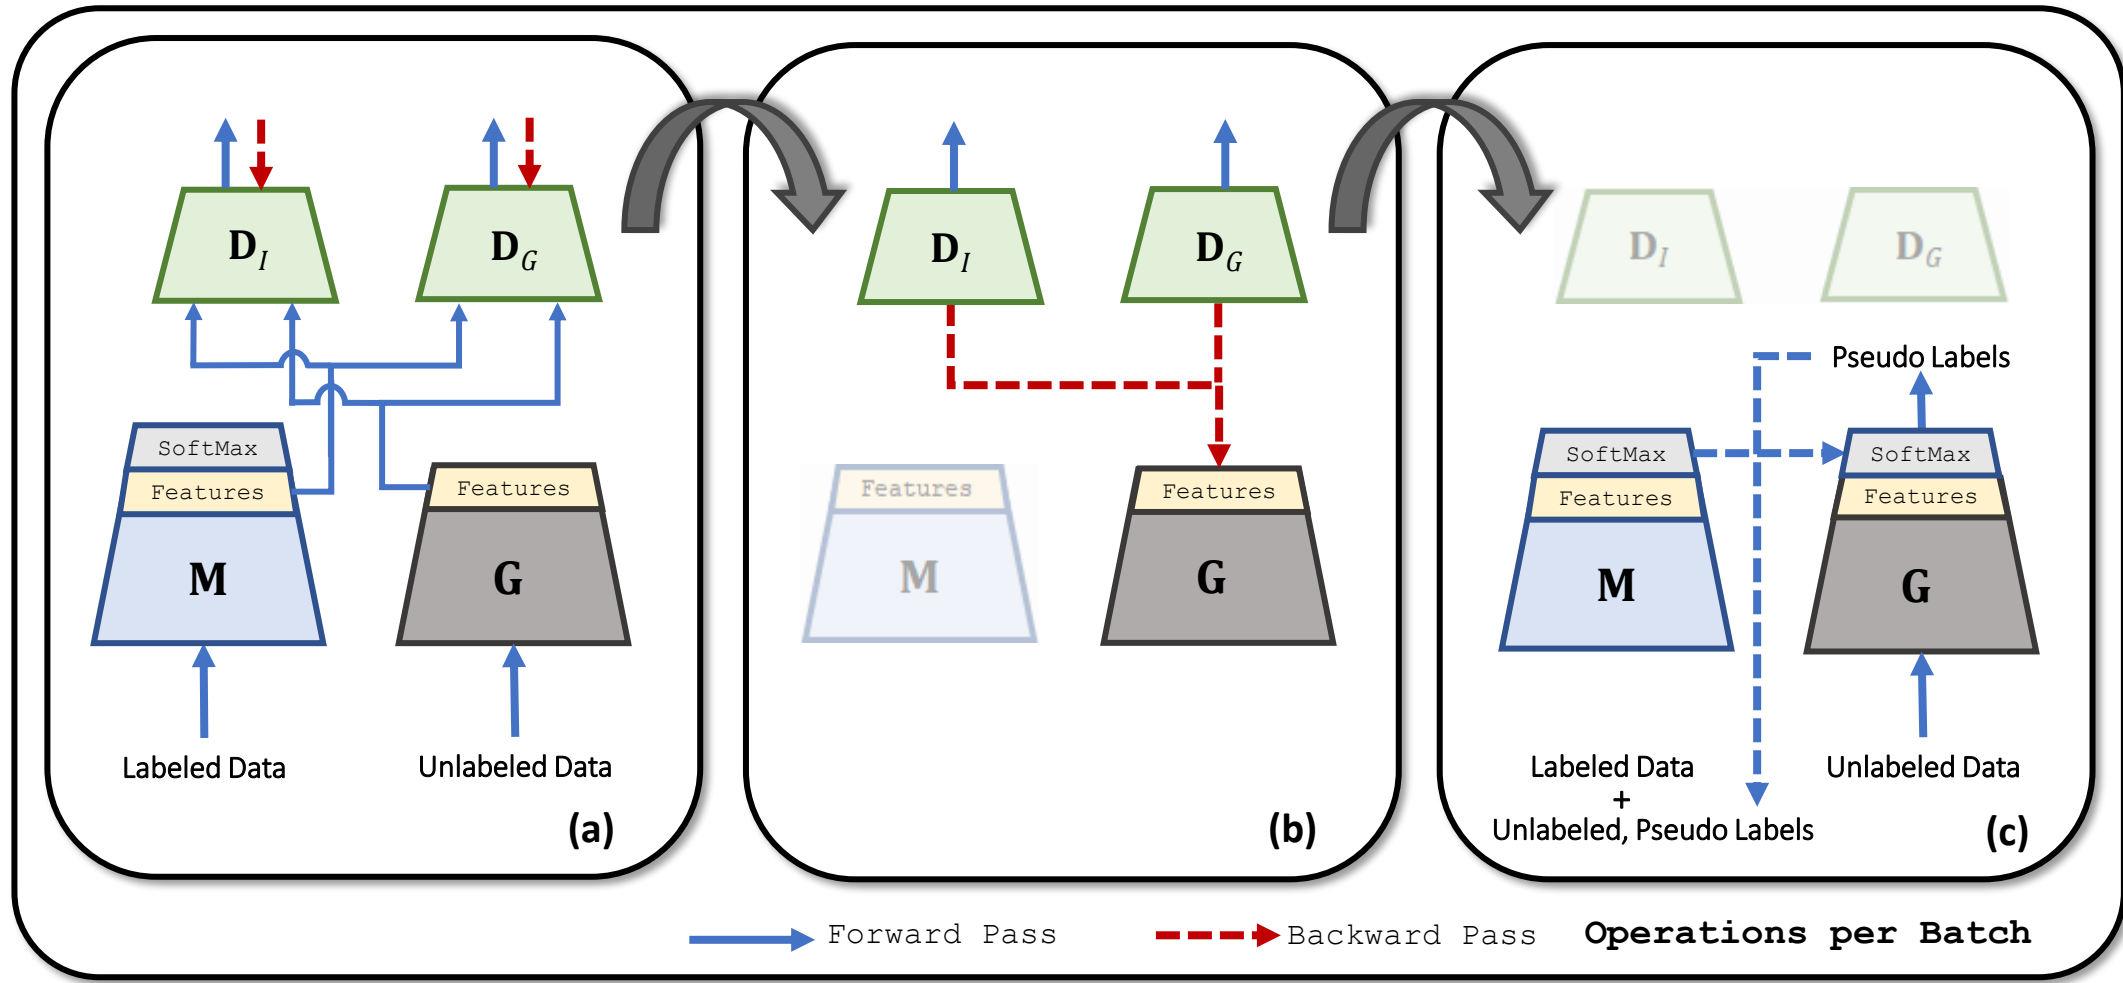 D_I
D_G
SoftMax
Features
Features
M
G
Labeled Data
Unlabeled Data
(a)
D_I
D_G
Features
Features
M
G
(b)
D_I
D_G
Pseudo Labels
SoftMax
SoftMax
Features
Features
M
G
Labeled Data
+
Unlabeled, Pseudo Labels
Unlabeled Data
(c)
Forward Pass
Backward Pass
Operations per Batch